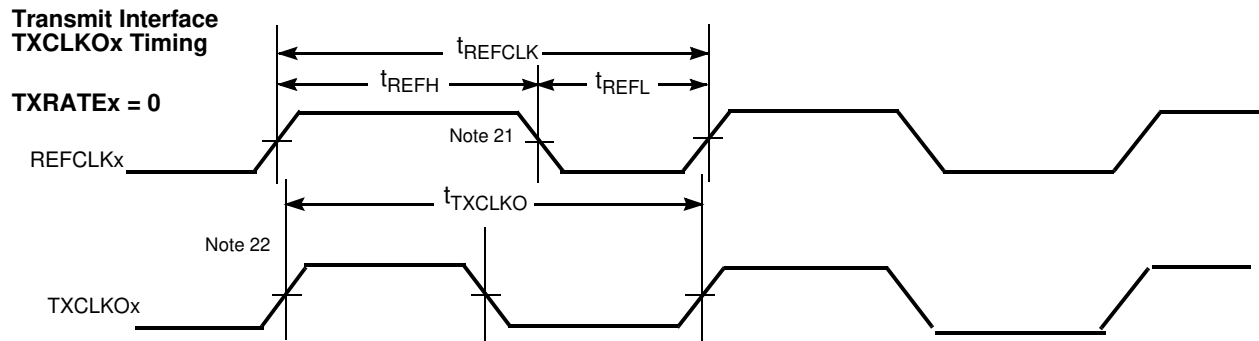 Transmit Interface
TXCLKOx Timing
tREFCLK
tREFH
tREFL
TXRATEx = 0
Note 21
REFCLKx
tTXCLKO
Note 22
TXCLKOx